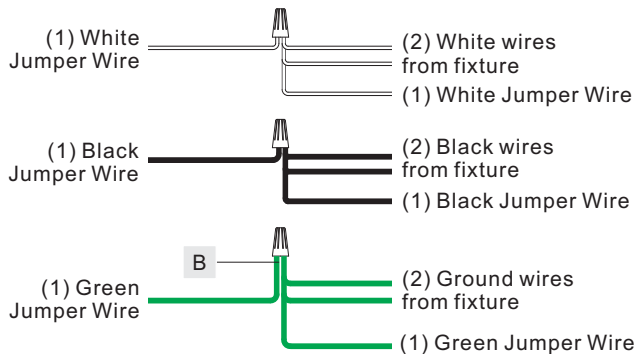 (1) White
Jumper Wire
(2) White wires
from fixture
(1) White Jumper Wire
(1) Black
Jumper Wire
(2) Black wires
from fixture
(1) Black Jumper Wire
B
(1) Green
Jumper Wire
(2) Ground wires
from fixture
(1) Green Jumper Wire